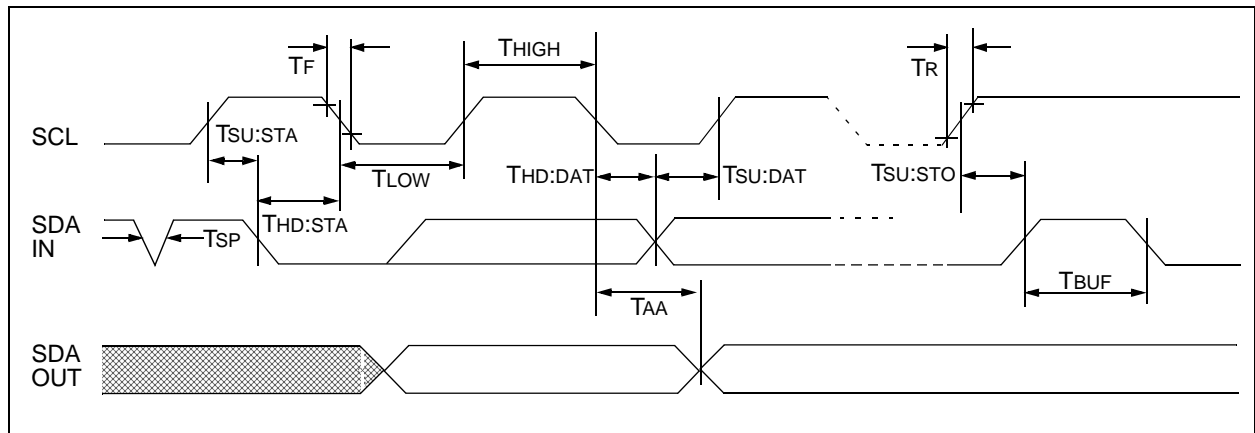 THIGH
TF
TR
SCL
TSU:STA
TLOW
THD:DAT
TSU:DAT
TSU:STO
THD:STA
SDA
IN
TSP
TBUF
TAA
SDA
OUT